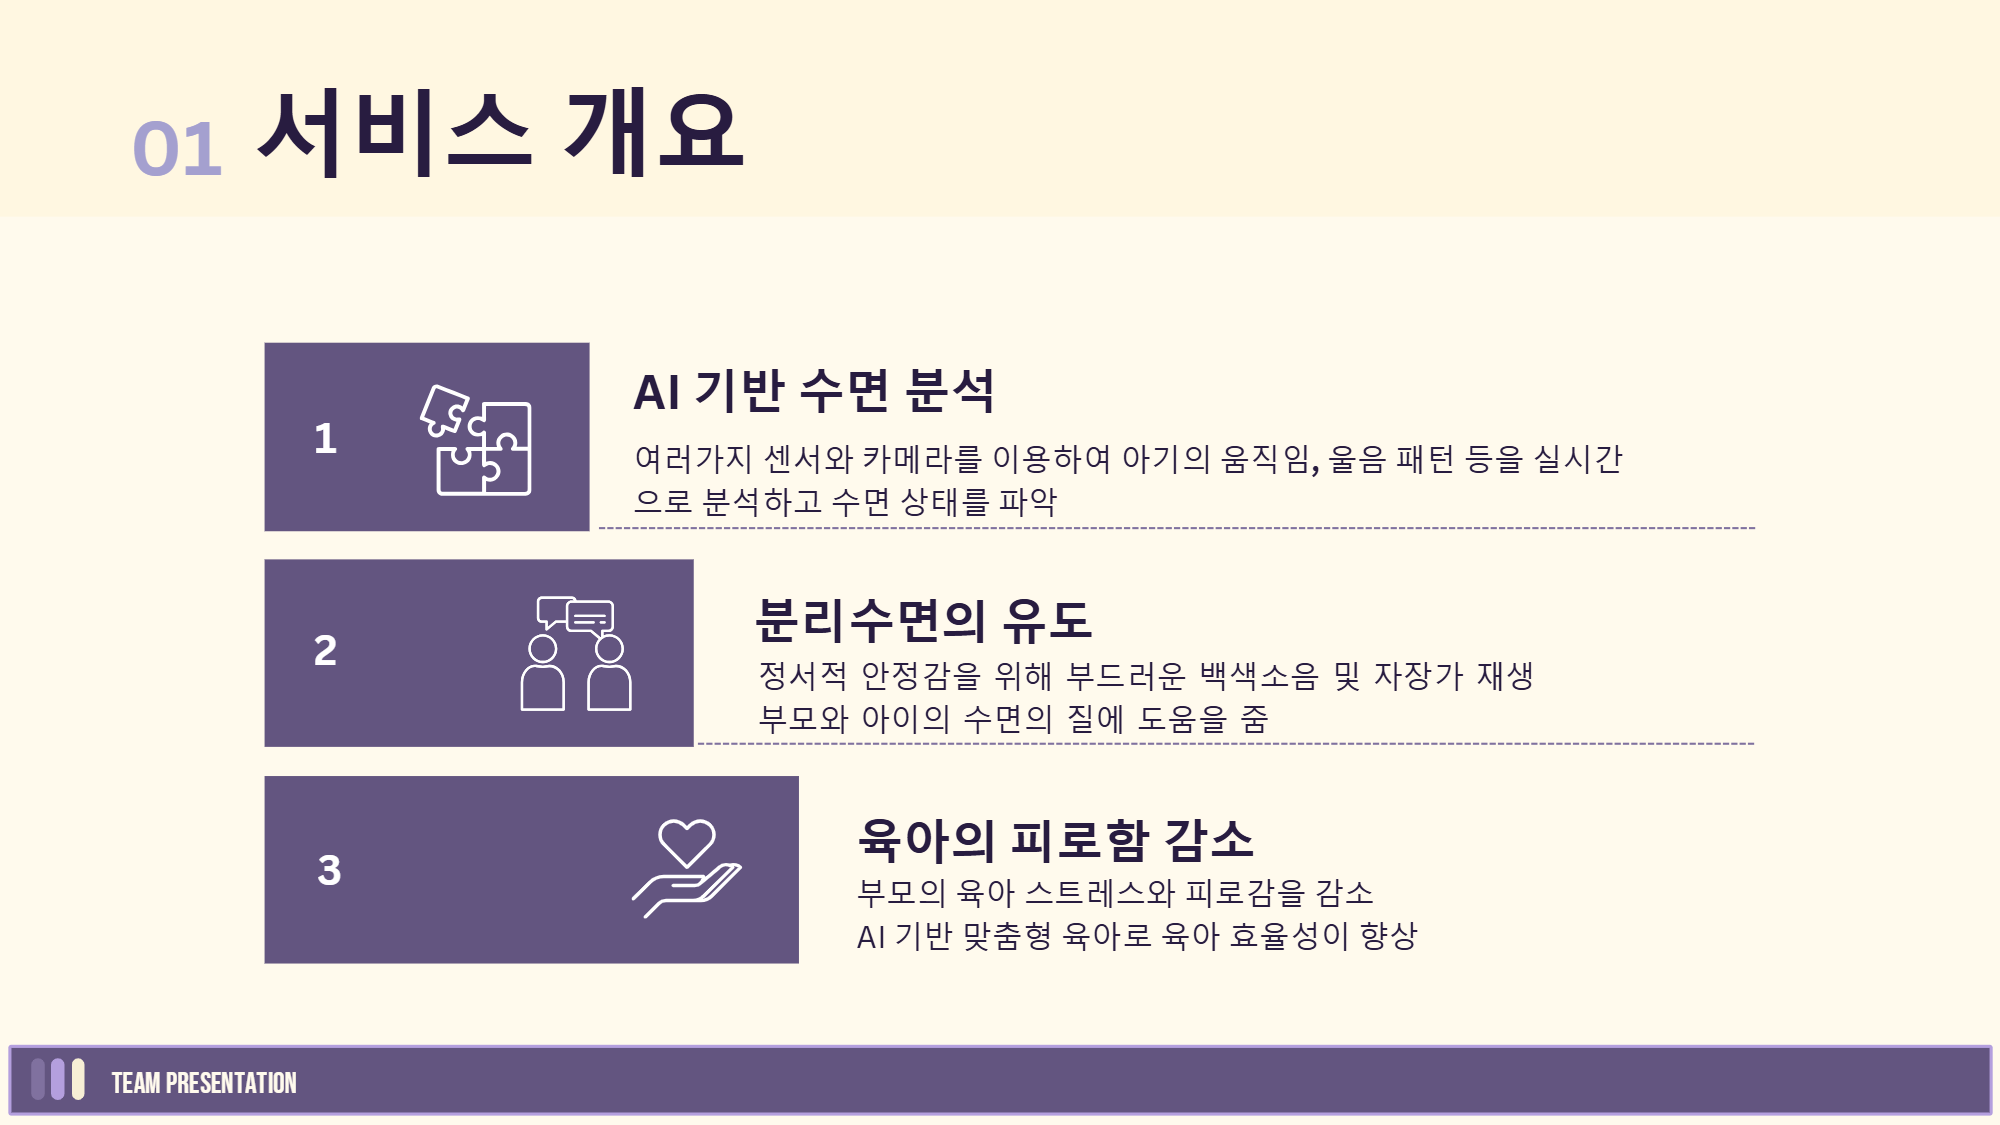 01 서비스 개요
1
AI 기반 수면 분석
여러가지 센서와 카메라를 이용하여 아기의 움직임, 울음 패턴 등을 실시간
으로 분석하고 수면 상태를 파악
2
분리수면의 유도
정서적 안정감을 위해 부드러운 백색소음 및 자장가 재생
부모와 아이의 수면의 질에 도움을 줌
3
육아의 피로함 감소
부모의 육아 스트레스와 피로감을 감소
AI 기반 맞춤형 육아로 육아 효율성이 향상
TEAM PRESENTATION